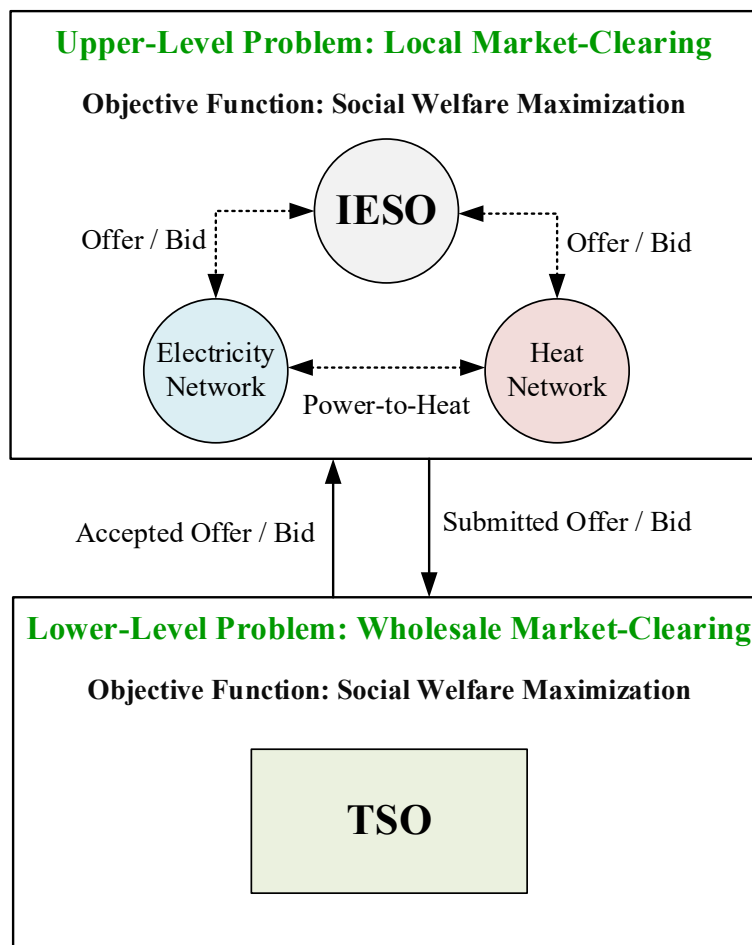 Upper-Level Problem: Local Market-Clearing
Objective Function: Social Welfare Maximization
IESO
Offer / Bid
Offer / Bid
Electricity
Network
Heat
Network
Power-to-Heat
Accepted Offer / Bid
Submitted Offer / Bid
Lower-Level Problem: Wholesale Market-Clearing
Objective Function: Social Welfare Maximization
TSO